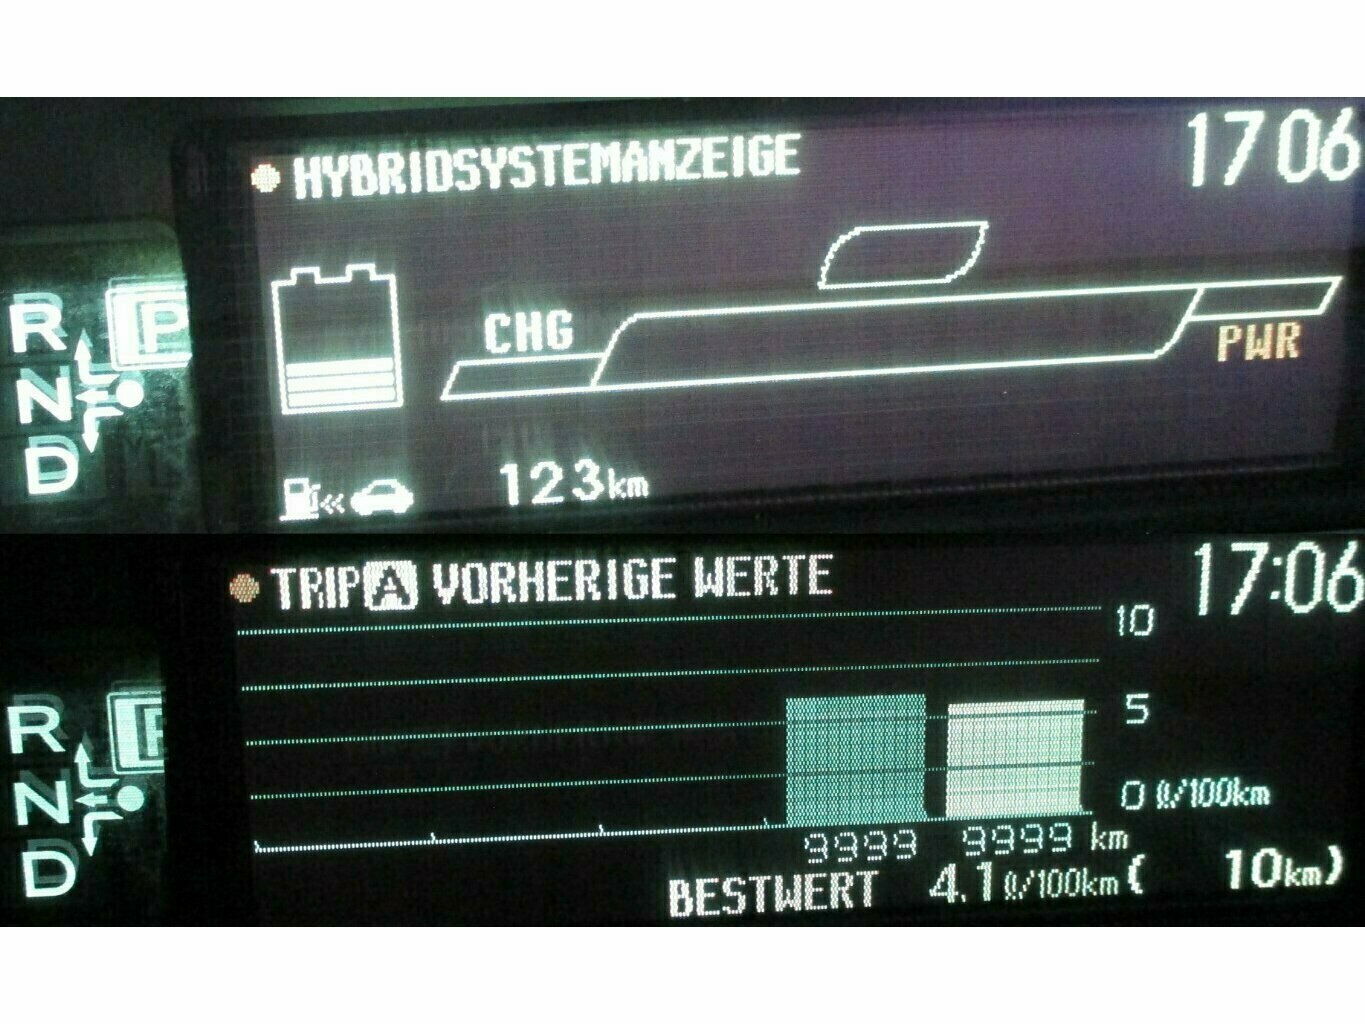 HYBRIDSYSTEMANZEIGE 17 06
R P
N
D
CHG
PWR
123km
TRIP A VORHERIGE WERTE 17:06
10
5
0 ℓ/100km
R P
N
D
9999 9999 km
BESTWERT 4.1ℓ/100km( 10km)